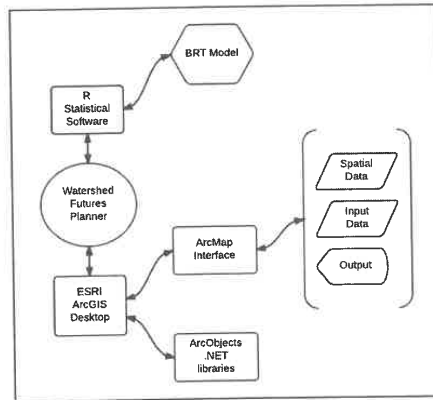 BRT Model
R
Statistical
Software
Watershed
Futures
Planner
ESRI
ArcGIS
Desktop
ArcMap
Interface
ArcObjects
.NET
libraries
Spatial
Data
Input
Data
Output